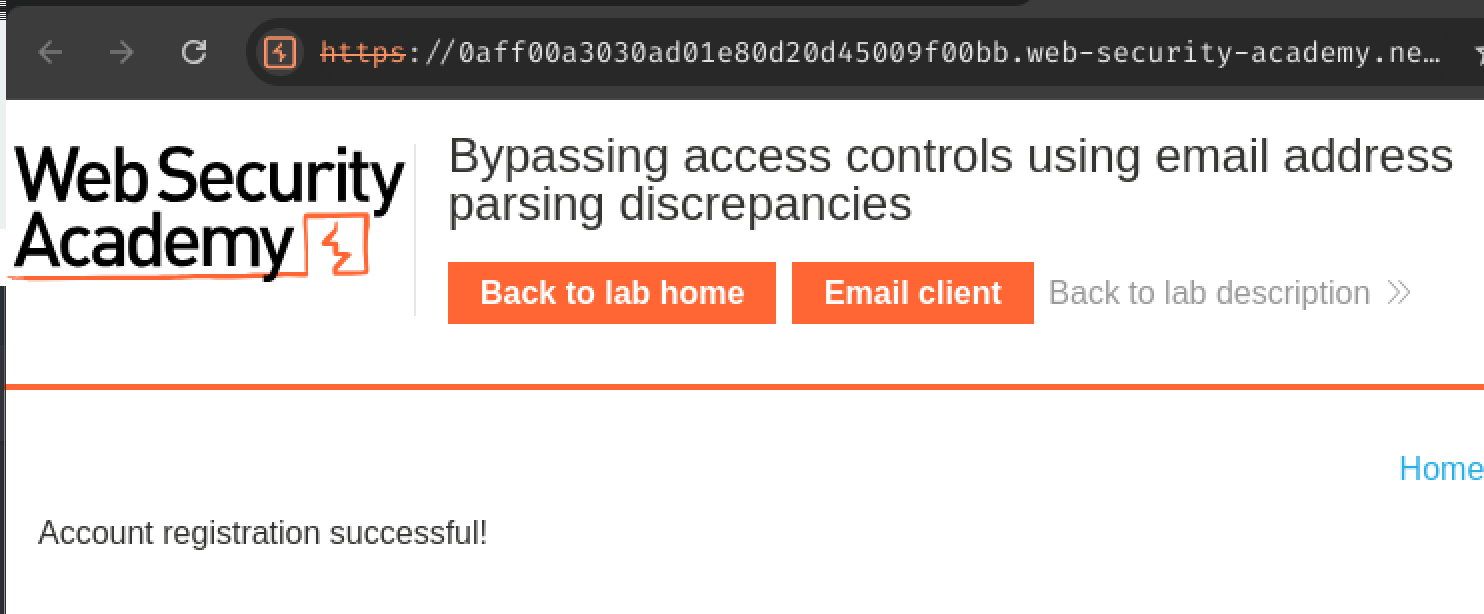 https://0aff00a3030ad01e80d20d45009f00bb.web-security-academy.ne…
Web Security
Academy
Bypassing access controls using email address
parsing discrepancies
Back to lab home
Email client
Back to lab description
Home
Account registration successful!